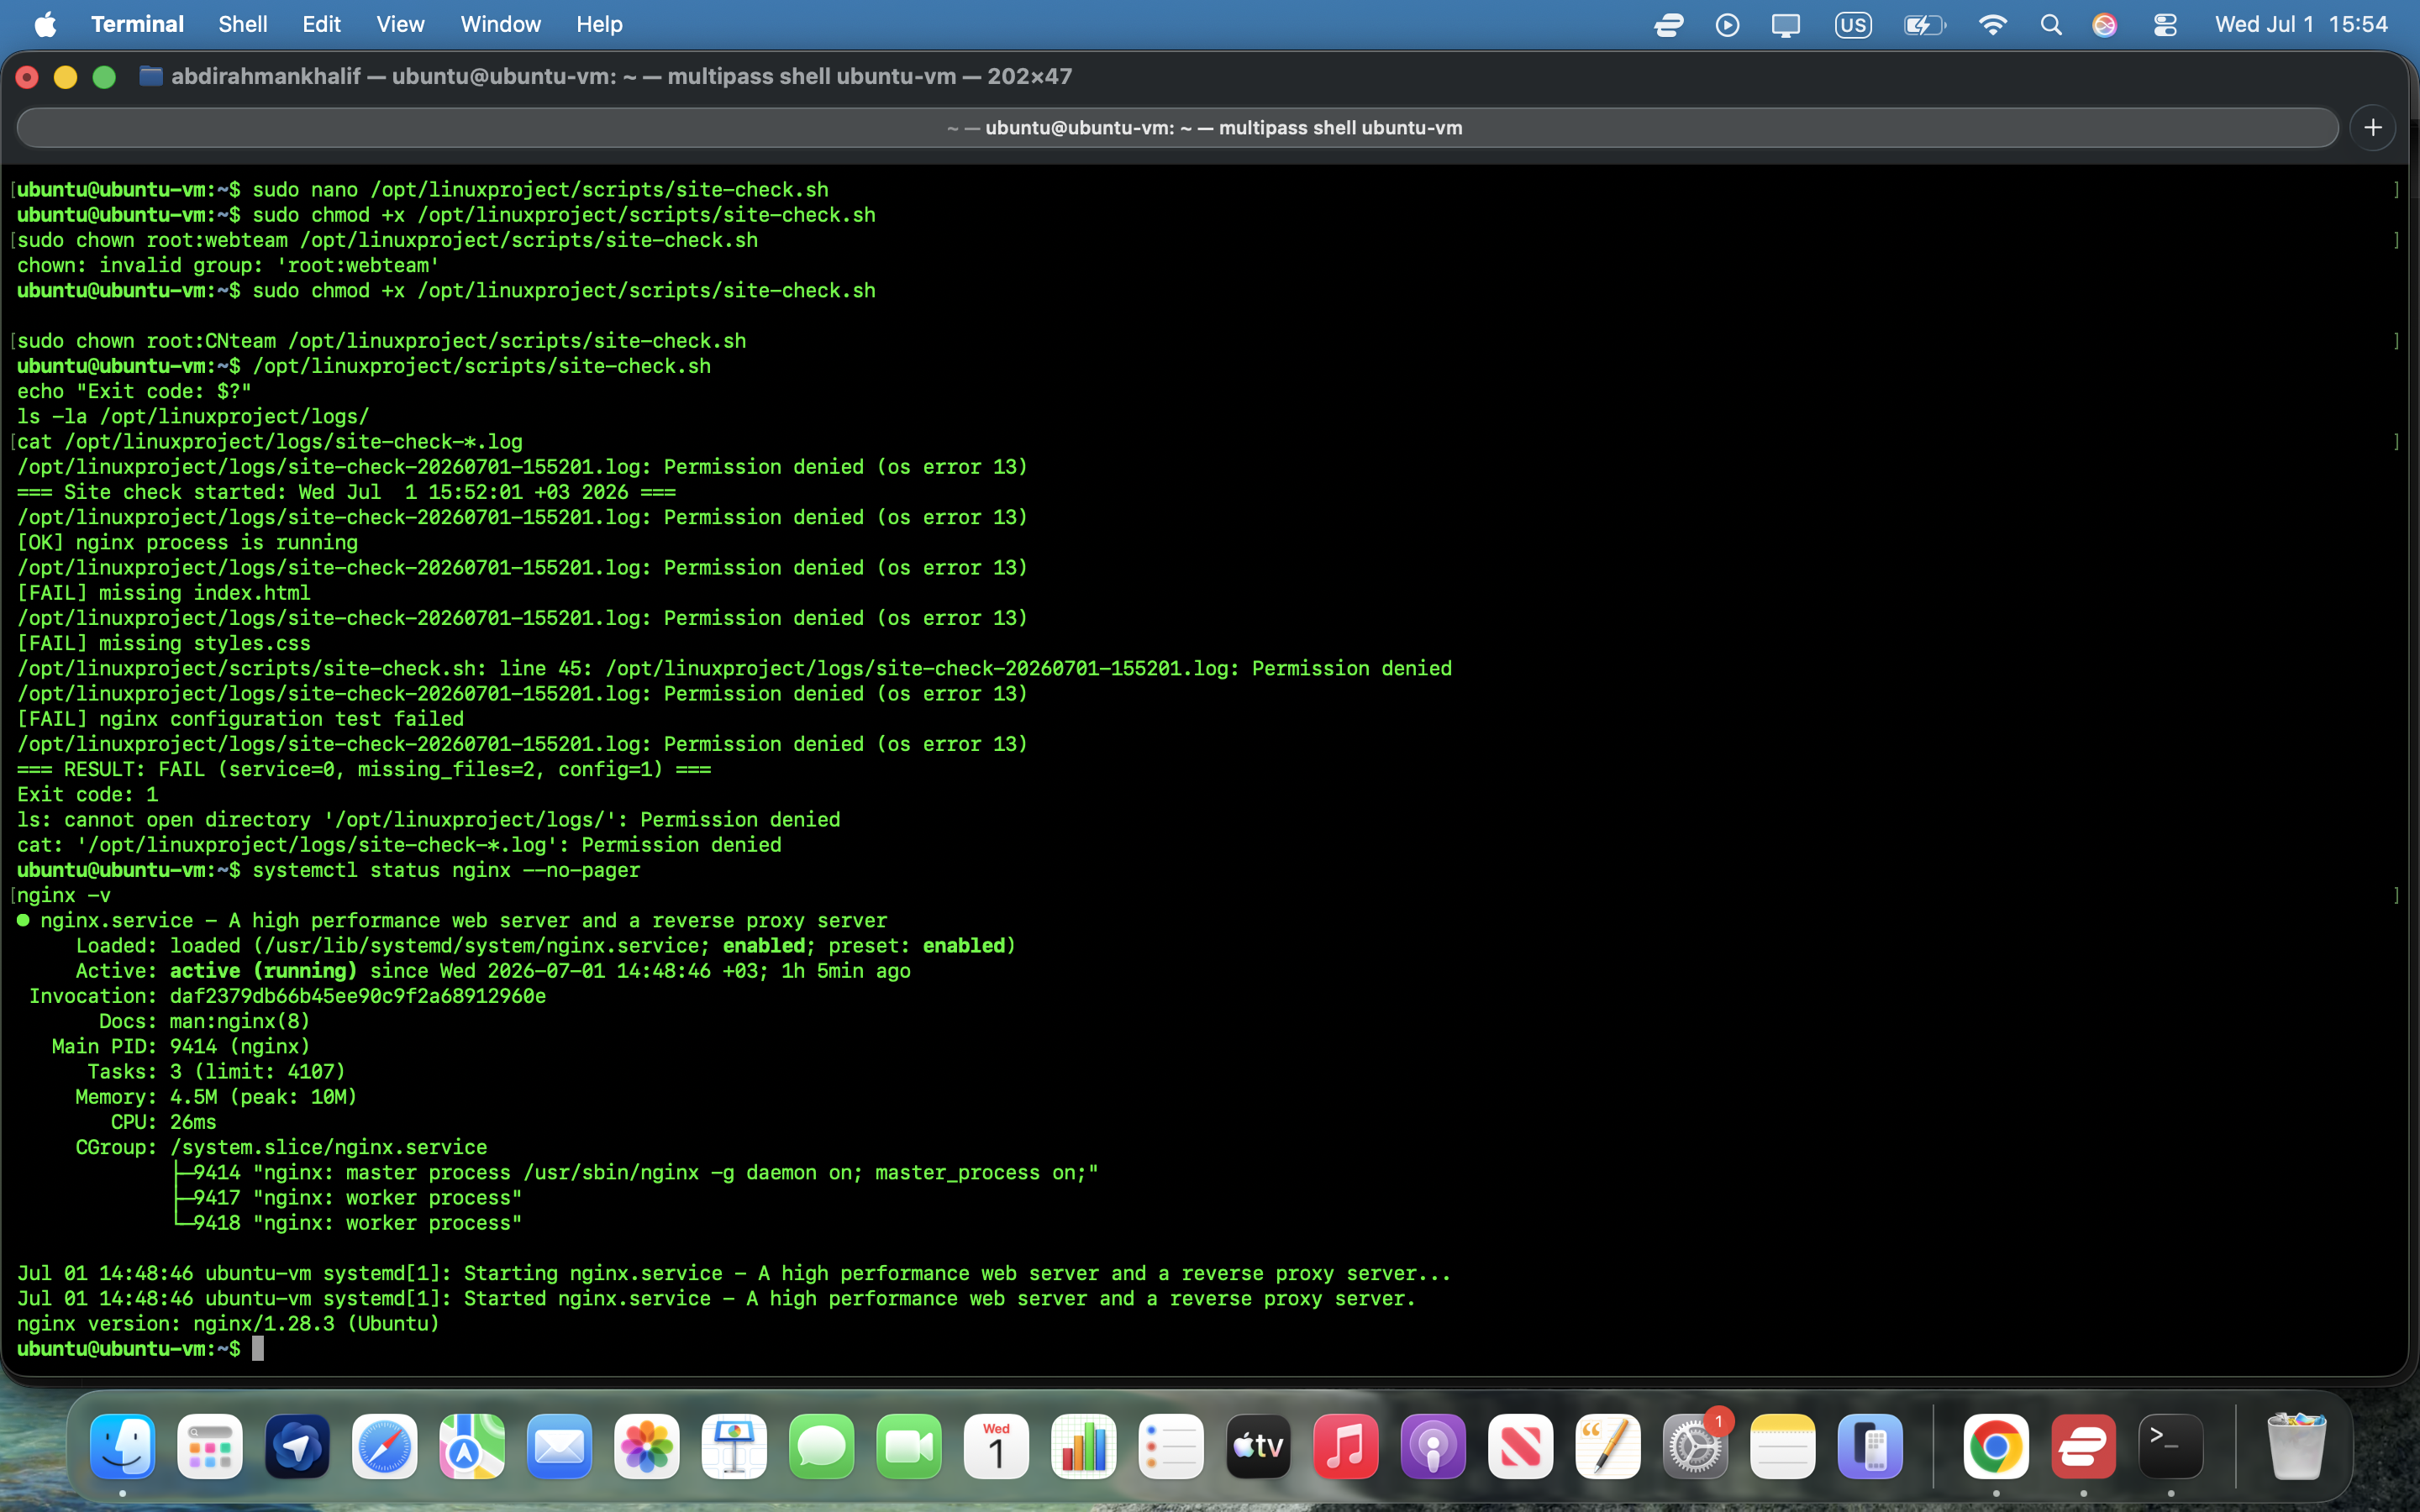 Terminal Shell Edit View Window Help US Wed Jul 1 15:54
abdirahmankhalif — ubuntu@ubuntu-vm: ~ — multipass shell ubuntu-vm — 202×47
~ — ubuntu@ubuntu-vm: ~ — multipass shell ubuntu-vm +
[ubuntu@ubuntu-vm:~$ sudo nano /opt/linuxproject/scripts/site-check.sh ]
ubuntu@ubuntu-vm:~$ sudo chmod +x /opt/linuxproject/scripts/site-check.sh
[sudo chown root:webteam /opt/linuxproject/scripts/site-check.sh ]
chown: invalid group: 'root:webteam'
ubuntu@ubuntu-vm:~$ sudo chmod +x /opt/linuxproject/scripts/site-check.sh
[sudo chown root:CNteam /opt/linuxproject/scripts/site-check.sh ]
ubuntu@ubuntu-vm:~$ /opt/linuxproject/scripts/site-check.sh
echo "Exit code: $?"
ls -la /opt/linuxproject/logs/
[cat /opt/linuxproject/logs/site-check-*.log ]
/opt/linuxproject/logs/site-check-20260701-155201.log: Permission denied (os error 13)
=== Site check started: Wed Jul  1 15:52:01 +03 2026 ===
/opt/linuxproject/logs/site-check-20260701-155201.log: Permission denied (os error 13)
[OK] nginx process is running
/opt/linuxproject/logs/site-check-20260701-155201.log: Permission denied (os error 13)
[FAIL] missing index.html
/opt/linuxproject/logs/site-check-20260701-155201.log: Permission denied (os error 13)
[FAIL] missing styles.css
/opt/linuxproject/scripts/site-check.sh: line 45: /opt/linuxproject/logs/site-check-20260701-155201.log: Permission denied
/opt/linuxproject/logs/site-check-20260701-155201.log: Permission denied (os error 13)
[FAIL] nginx configuration test failed
/opt/linuxproject/logs/site-check-20260701-155201.log: Permission denied (os error 13)
=== RESULT: FAIL (service=0, missing_files=2, config=1) ===
Exit code: 1
ls: cannot open directory '/opt/linuxproject/logs/': Permission denied
cat: '/opt/linuxproject/logs/site-check-*.log': Permission denied
ubuntu@ubuntu-vm:~$ systemctl status nginx --no-pager
[nginx -v ]
● nginx.service - A high performance web server and a reverse proxy server
Loaded: loaded (/usr/lib/systemd/system/nginx.service; enabled; preset: enabled)
Active: active (running) since Wed 2026-07-01 14:48:46 +03; 1h 5min ago
Invocation: daf2379db66b45ee90c9f2a68912960e
Docs: man:nginx(8)
Main PID: 9414 (nginx)
Tasks: 3 (limit: 4107)
Memory: 4.5M (peak: 10M)
CPU: 26ms
CGroup: /system.slice/nginx.service
├─9414 "nginx: master process /usr/sbin/nginx -g daemon on; master_process on;"
├─9417 "nginx: worker process"
└─9418 "nginx: worker process"
Jul 01 14:48:46 ubuntu-vm systemd[1]: Starting nginx.service - A high performance web server and a reverse proxy server...
Jul 01 14:48:46 ubuntu-vm systemd[1]: Started nginx.service - A high performance web server and a reverse proxy server.
nginx version: nginx/1.28.3 (Ubuntu)
ubuntu@ubuntu-vm:~$
Wed
1
tv
1
>_